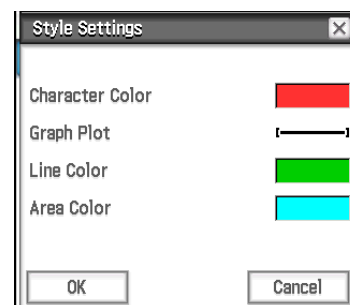 Style Settings
Character Color
Graph Plot
Line Color
Area Color
OK Cancel